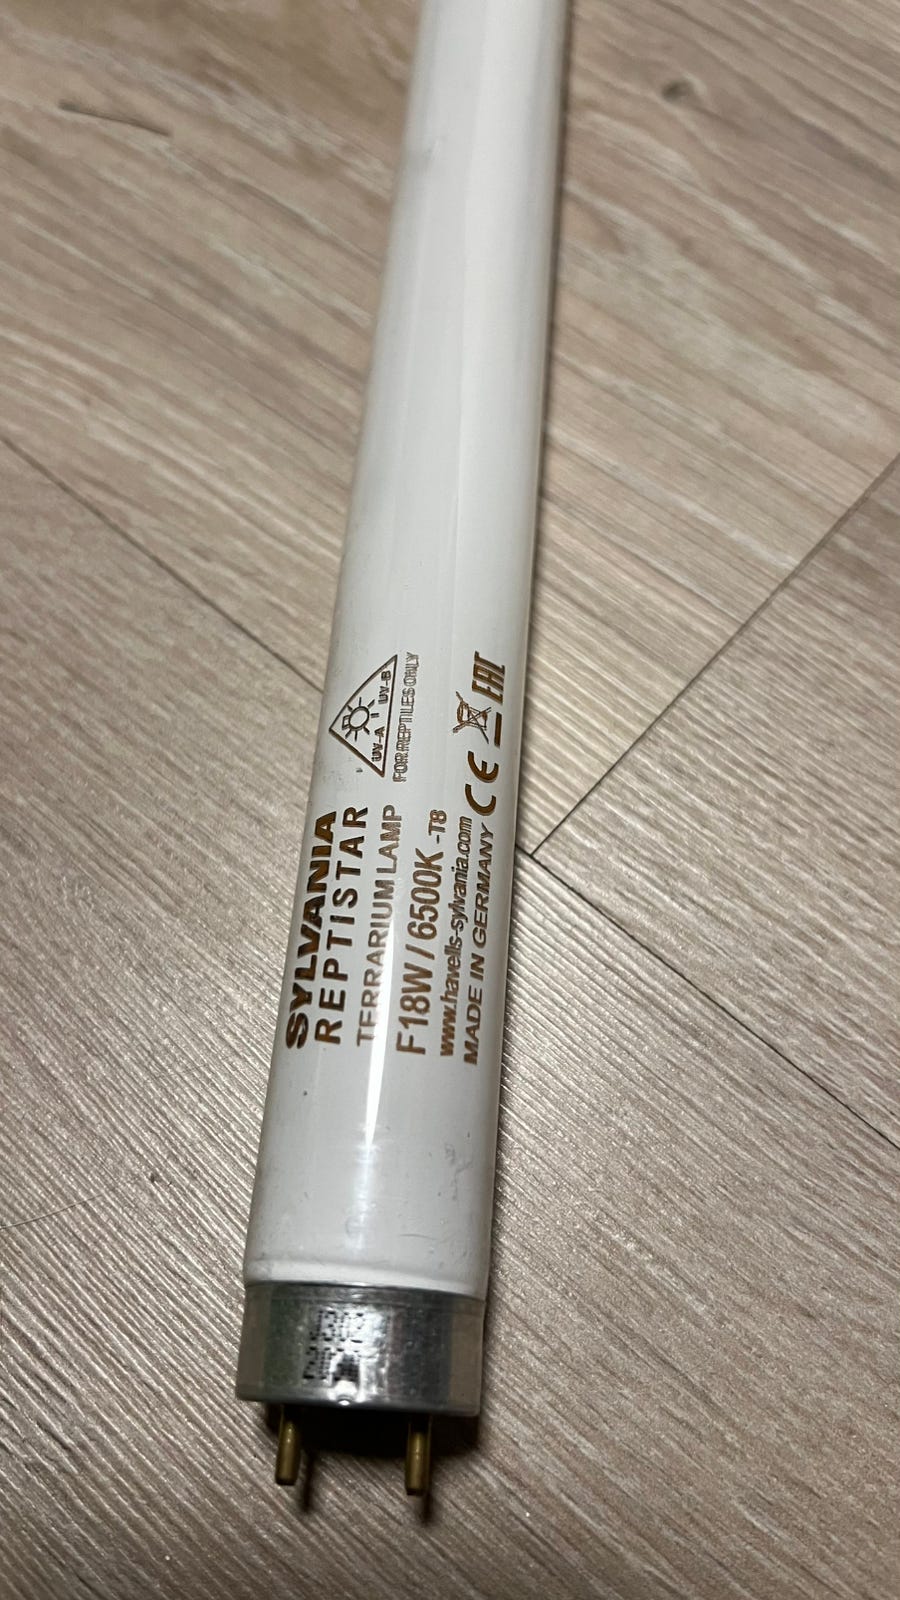 SYLVANIA
REPTISTAR
TERRARIUM LAMP
F18W / 6500K -T8
www.havells-sylvania.com
MADE IN GERMANY CE EAC
UV-A UV-B
FOR REPTILES ONLY